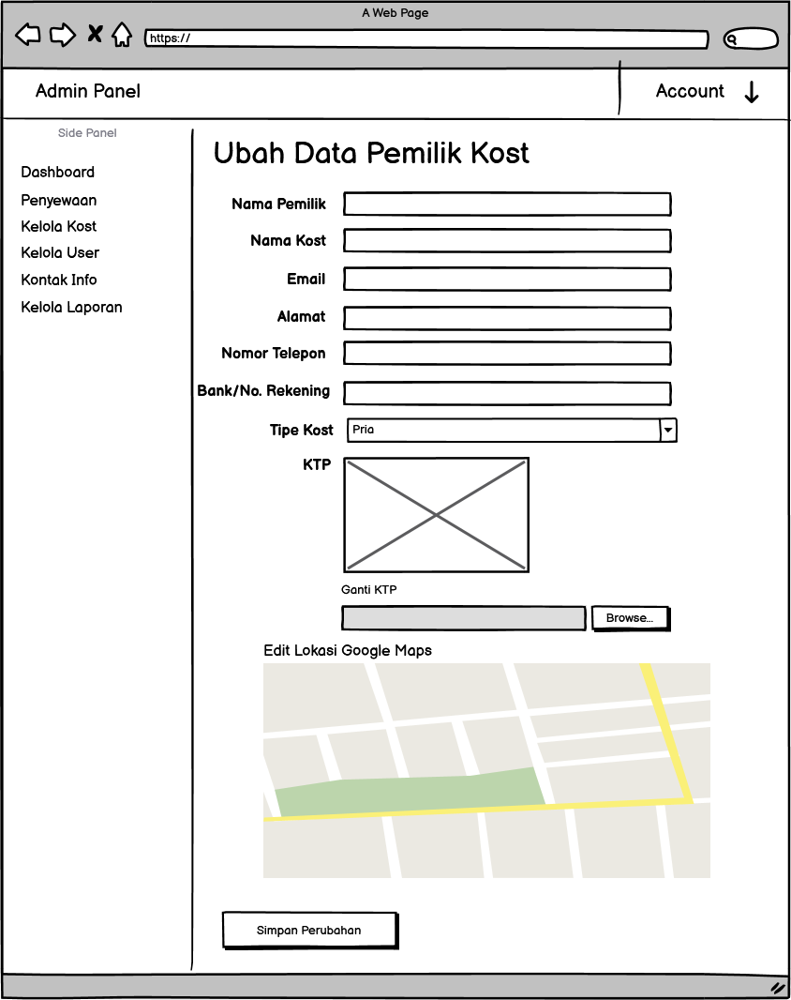 A Web Page
https://
Admin Panel
Account
Side Panel
Dashboard
Penyewaan
Kelola Kost
Kelola User
Kontak Info
Kelola Laporan
Ubah Data Pemilik Kost
Nama Pemilik
Nama Kost
Email
Alamat
Nomor Telepon
Bank/No. Rekening
Tipe Kost
Pria
KTP
Ganti KTP
Browse...
Edit Lokasi Google Maps
Simpan Perubahan